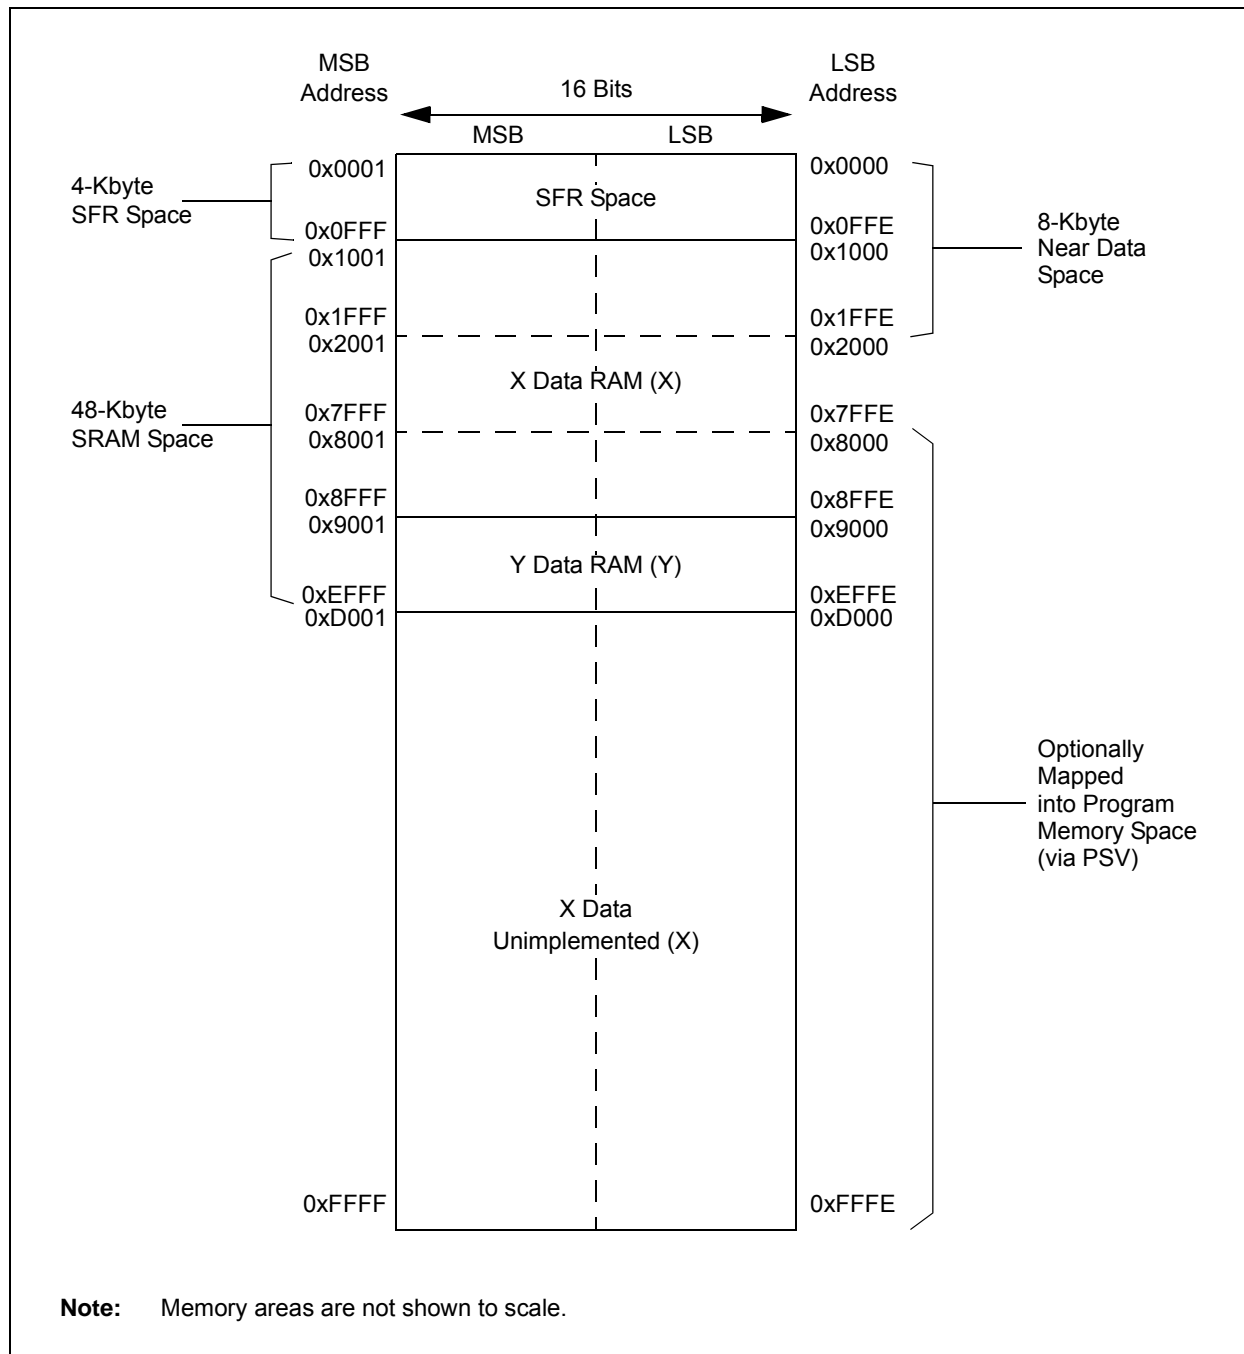 MSB
Address
16 Bits
LSB
Address
MSB
LSB
0x0001
0x0000
4-Kbyte
SFR Space
SFR Space
0x0FFF
0x0FFE
0x1001
0x1000
8-Kbyte
Near Data
Space
0x1FFF
0x1FFE
0x2001
0x2000
X Data RAM (X)
48-Kbyte
SRAM Space
0x7FFF
0x7FFE
0x8001
0x8000
0x8FFF
0x8FFE
0x9001
0x9000
Y Data RAM (Y)
0xEFFF
0xEFFE
0xD001
0xD000
Optionally
Mapped
into Program
Memory Space
(via PSV)
X Data
Unimplemented (X)
0xFFFF
0xFFFE
Note: Memory areas are not shown to scale.